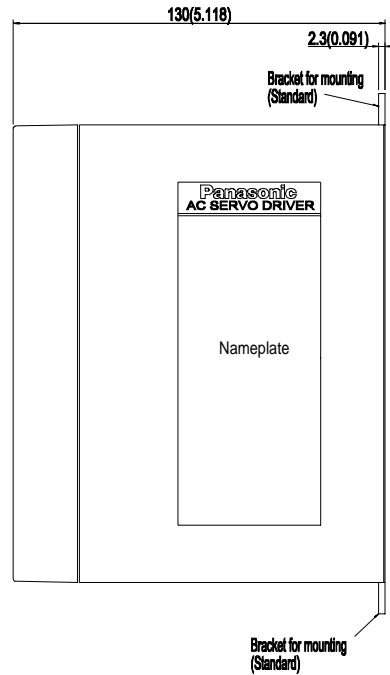 130(5.118)
2.3(0.091)
Bracket for mounting
(Standard)
Panasonic
AC SERVO DRIVER
Nameplate
Bracket for mounting
(Standard)